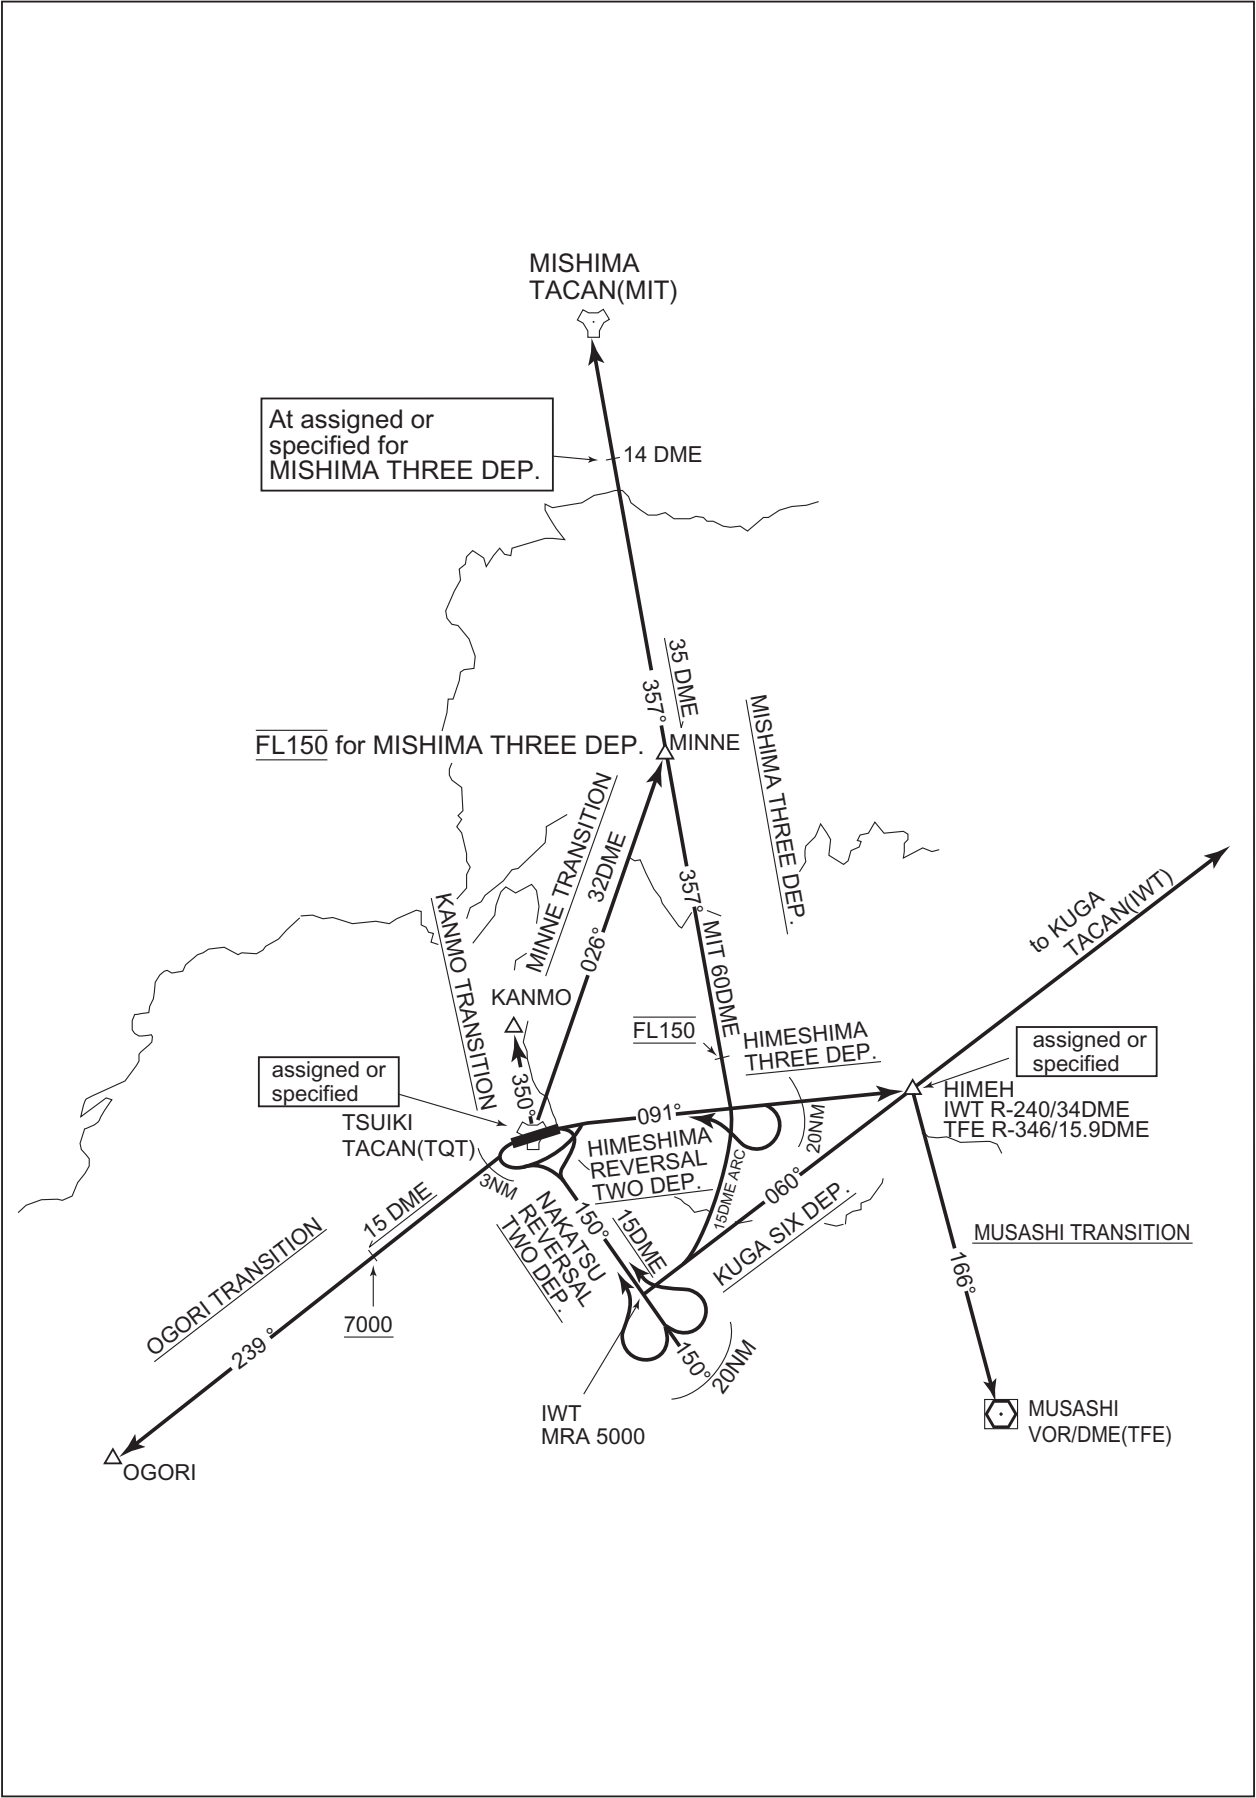 MISHIMA
TACAN(MIT)
At assigned or
specified for
MISHIMA THREE DEP.
14 DME
35 DME
357°
FL150 for MISHIMA THREE DEP.
MINNE
MISHIMA THREE DEP.
MINNE TRANSITION
32DME
026°
357°
MIT 60DME
KANMO TRANSITION
KANMO
350°
to KUGA
TACAN(IWT)
FL150
HIMESHIMA
THREE DEP.
assigned or
specified
assigned or
specified
HIMEH
IWT R-240/34DME
TFE R-346/15.9DME
TSUIKI
TACAN(TQT)
091°
20NM
HIMESHIMA
REVERSAL
TWO DEP.
3NM
15DME ARC
060°
KUGA SIX DEP.
NAKATSU
REVERSAL
TWO DEP.
150°
15DME
15 DME
OGORI TRANSITION
7000
239°
MUSASHI TRANSITION
166°
150°
20NM
IWT
MRA 5000
MUSASHI
VOR/DME(TFE)
OGORI